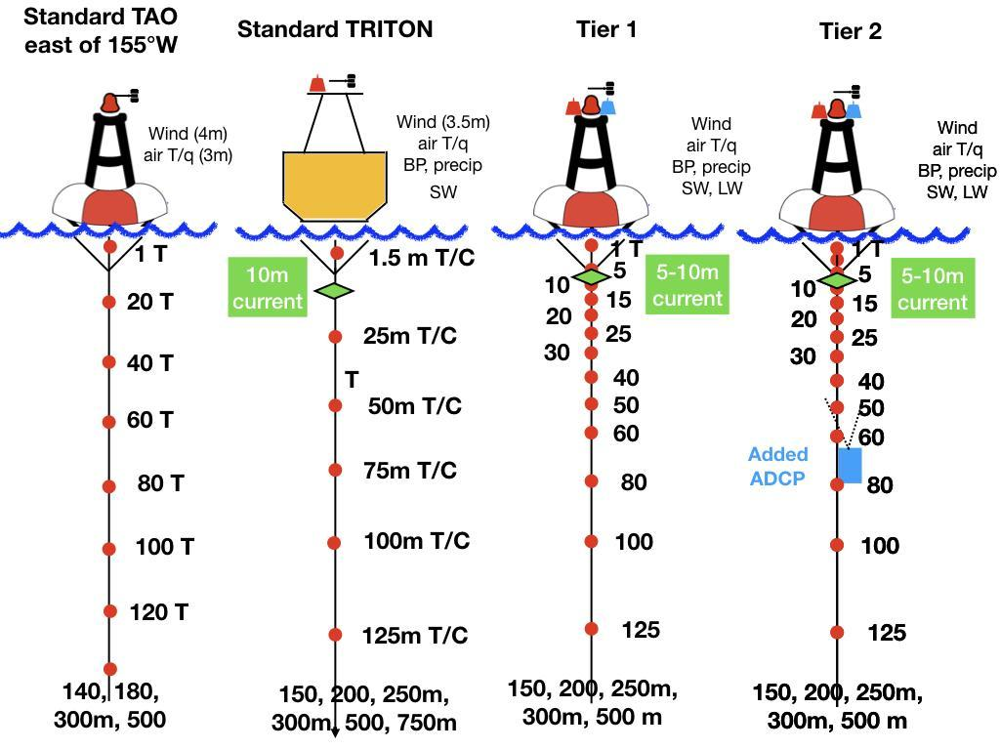 Standard TAO
east of 155°W
Wind (4m)
air T/q (3m)
1 T
20 T
40 T
60 T
80 T
100 T
120 T
140, 180,
300m, 500
Standard TRITON
Wind (3.5m)
air T/q
BP, precip
SW
10m
current
1.5 m T/C
25m T/C
T
50m T/C
75m T/C
100m T/C
125m T/C
150, 200, 250m,
300m, 500, 750m
Tier 1
Wind
air T/q
BP, precip
SW, LW
5-10m
current
1 T
5
10
15
20
25
30
40
50
60
80
100
125
150, 200, 250m,
300m, 500 m
Tier 2
Wind
air T/q
BP, precip
SW, LW
5-10m
current
1 T
5
10
15
20
25
30
40
50
60
Added
ADCP
80
100
125
150, 200, 250m,
300m, 500 m